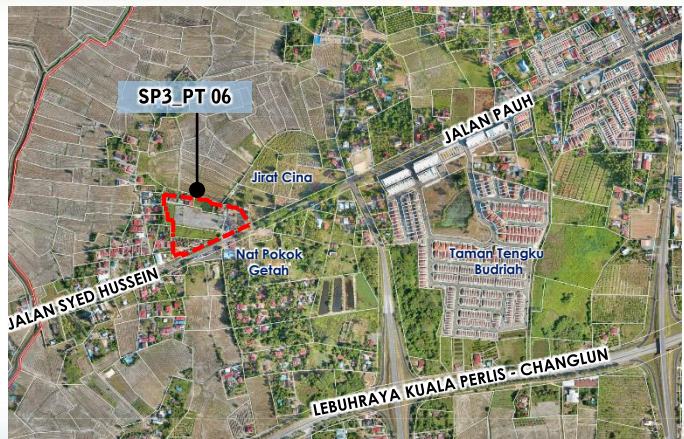 SP3_PT 06
JALAN PAUH
Jirat Cina
Nat Pokok
Getah
Taman Tengku
Budriah
JALAN SYED HUSSEIN
LEBUHRAYA KUALA PERLIS - CHANGLUN